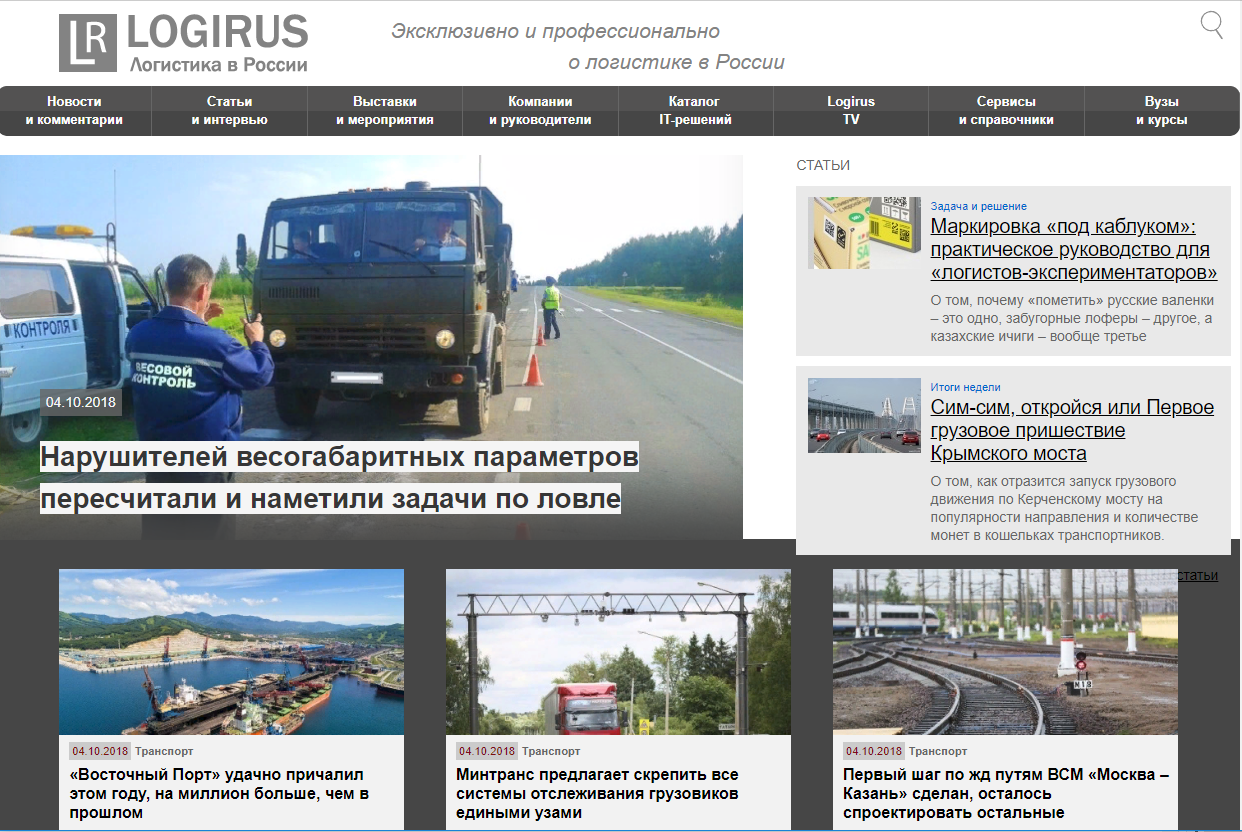 LR
LOGIRUS
Логистика в России
Эксклюзивно и профессионально
о логистике в России
Новости
и комментарии
Статьи
и интервью
Выставки
и мероприятия
Компании
и руководители
Каталог
IT-решений
Logirus
TV
Сервисы
и справочники
Вузы
и курсы
КОНТРОЛЯ
ВЕСОВОЙ
КОНТРОЛЬ
04.10.2018
Нарушителей весогабаритных параметров
пересчитали и наметили задачи по ловле
СТАТЬИ
Задача и решение
Маркировка «под каблуком»:
практическое руководство для
«логистов-экспериментаторов»
О том, почему «пометить» русские валенки
– это одно, забугорные лоферы – другое, а
казахские ичиги – вообще третье
Итоги недели
Сим-сим, откройся или Первое
грузовое пришествие
Крымского моста
О том, как отразится запуск грузового
движения по Керченскому мосту на
популярности направления и количестве
монет в кошельках транспортников.
статьи
04.10.2018 Транспорт
«Восточный Порт» удачно причалил
этом году, на миллион больше, чем в
прошлом
04.10.2018 Транспорт
Минтранс предлагает скрепить все
системы отслеживания грузовиков
едиными узами
М18
04.10.2018 Транспорт
Первый шаг по жд путям ВСМ «Москва –
Казань» сделан, осталось
спроектировать остальные